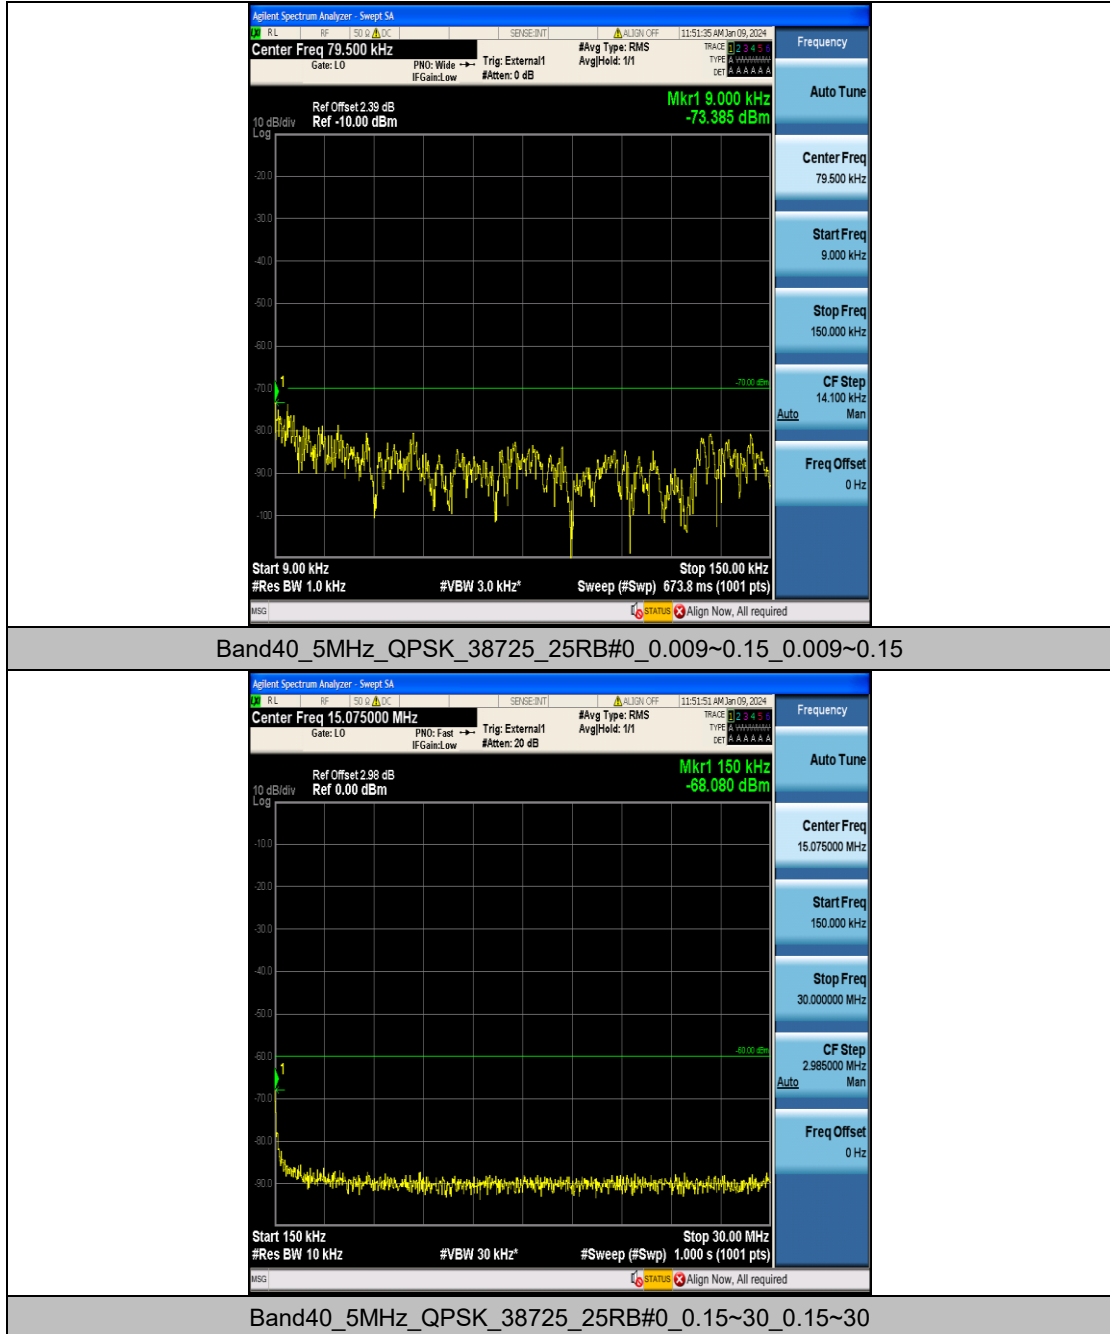 Agilent Spectrum Analyzer - Swept SA
RL RF 50 Ω DC SENSE:INT ALIGN OFF 11:51:35 AM Jan 09, 2024
Center Freq 79.500 kHz #Avg Type: RMS TRACE 1 2 3 4 5 6
Gate: LO PNO: Wide Trig: External1 Avg|Hold: 1/1 TYPE A
IFGain:Low #Atten: 0 dB DET A A A A A A
Mkr1 9.000 kHz
Ref Offset 2.39 dB
10 dB/div Ref -10.00 dBm -73.385 dBm
Log
-20.0
-30.0
-40.0
-50.0
-60.0
-70.0 1 -70.00 dBm
-80.0
-90.0
-100
Start 9.00 kHz Stop 150.00 kHz
#Res BW 1.0 kHz #VBW 3.0 kHz* Sweep (#Swp) 673.8 ms (1001 pts)
MSG STATUS Align Now, All required
Frequency
Auto Tune
Center Freq
79.500 kHz
Start Freq
9.000 kHz
Stop Freq
150.000 kHz
CF Step
14.100 kHz
Auto Man
Freq Offset
0 Hz
Band40_5MHz_QPSK_38725_25RB#0_0.009~0.15_0.009~0.15
Agilent Spectrum Analyzer - Swept SA
RL RF 50 Ω DC SENSE:INT ALIGN OFF 11:51:51 AM Jan 09, 2024
Center Freq 15.075000 MHz #Avg Type: RMS TRACE 1 2 3 4 5 6
Gate: LO PNO: Fast Trig: External1 Avg|Hold: 1/1 TYPE A
IFGain:Low #Atten: 20 dB DET A A A A A A
Mkr1 150 kHz
Ref Offset 2.98 dB
10 dB/div Ref 0.00 dBm -68.080 dBm
Log
-10.0
-20.0
-30.0
-40.0
-50.0
-60.0 -60.00 dBm
1
-70.0
-80.0
-90.0
Start 150 kHz Stop 30.00 MHz
#Res BW 10 kHz #VBW 30 kHz* #Sweep (#Swp) 1.000 s (1001 pts)
MSG STATUS Align Now, All required
Frequency
Auto Tune
Center Freq
15.075000 MHz
Start Freq
150.000 kHz
Stop Freq
30.000000 MHz
CF Step
2.985000 MHz
Auto Man
Freq Offset
0 Hz
Band40_5MHz_QPSK_38725_25RB#0_0.15~30_0.15~30